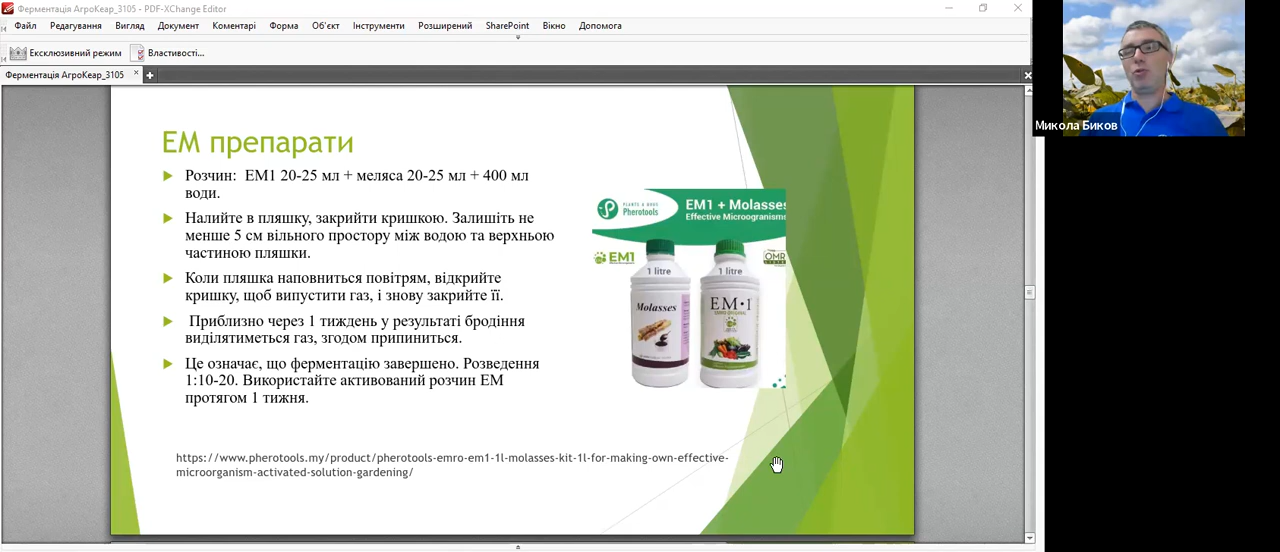 Ферментація АгроКеар_3105 - PDF-XChange Editor
Файл Редагування Вигляд Документ Коментарі Форма Об'єкт Інструменти Розширений SharePoint Вікно Допомога
Ексклюзивний режим Властивості...
Ферментація АгроКеар_3105
Микола Биков
ЕМ препарати
Розчин: ЕМ1 20-25 мл + меляса 20-25 мл + 400 мл
води.
Налийте в пляшку, закрийте кришкою. Залишіть не
менше 5 см вільного простору між водою та верхньою
частиною пляшки.
Коли пляшка наповниться повітрям, відкрийте
кришку, щоб випустити газ, і знову закрийте її.
Приблизно через 1 тиждень у результаті бродіння
виділятиметься газ, згодом припиниться.
Це означає, що ферментацію завершено. Розведення
1:10-20. Використайте активований розчин ЕМ
протягом 1 тижня.
PLANTS & HOME
Pherotools
EM1 + Molasses
Effective Microogranisms
EM1
OMR
1 litre
1 litre
Molasses
EM•1
https://www.pherotools.my/product/pherotools-emro-em1-1l-molasses-kit-1l-for-making-own-effective-
microorganism-activated-solution-gardening/